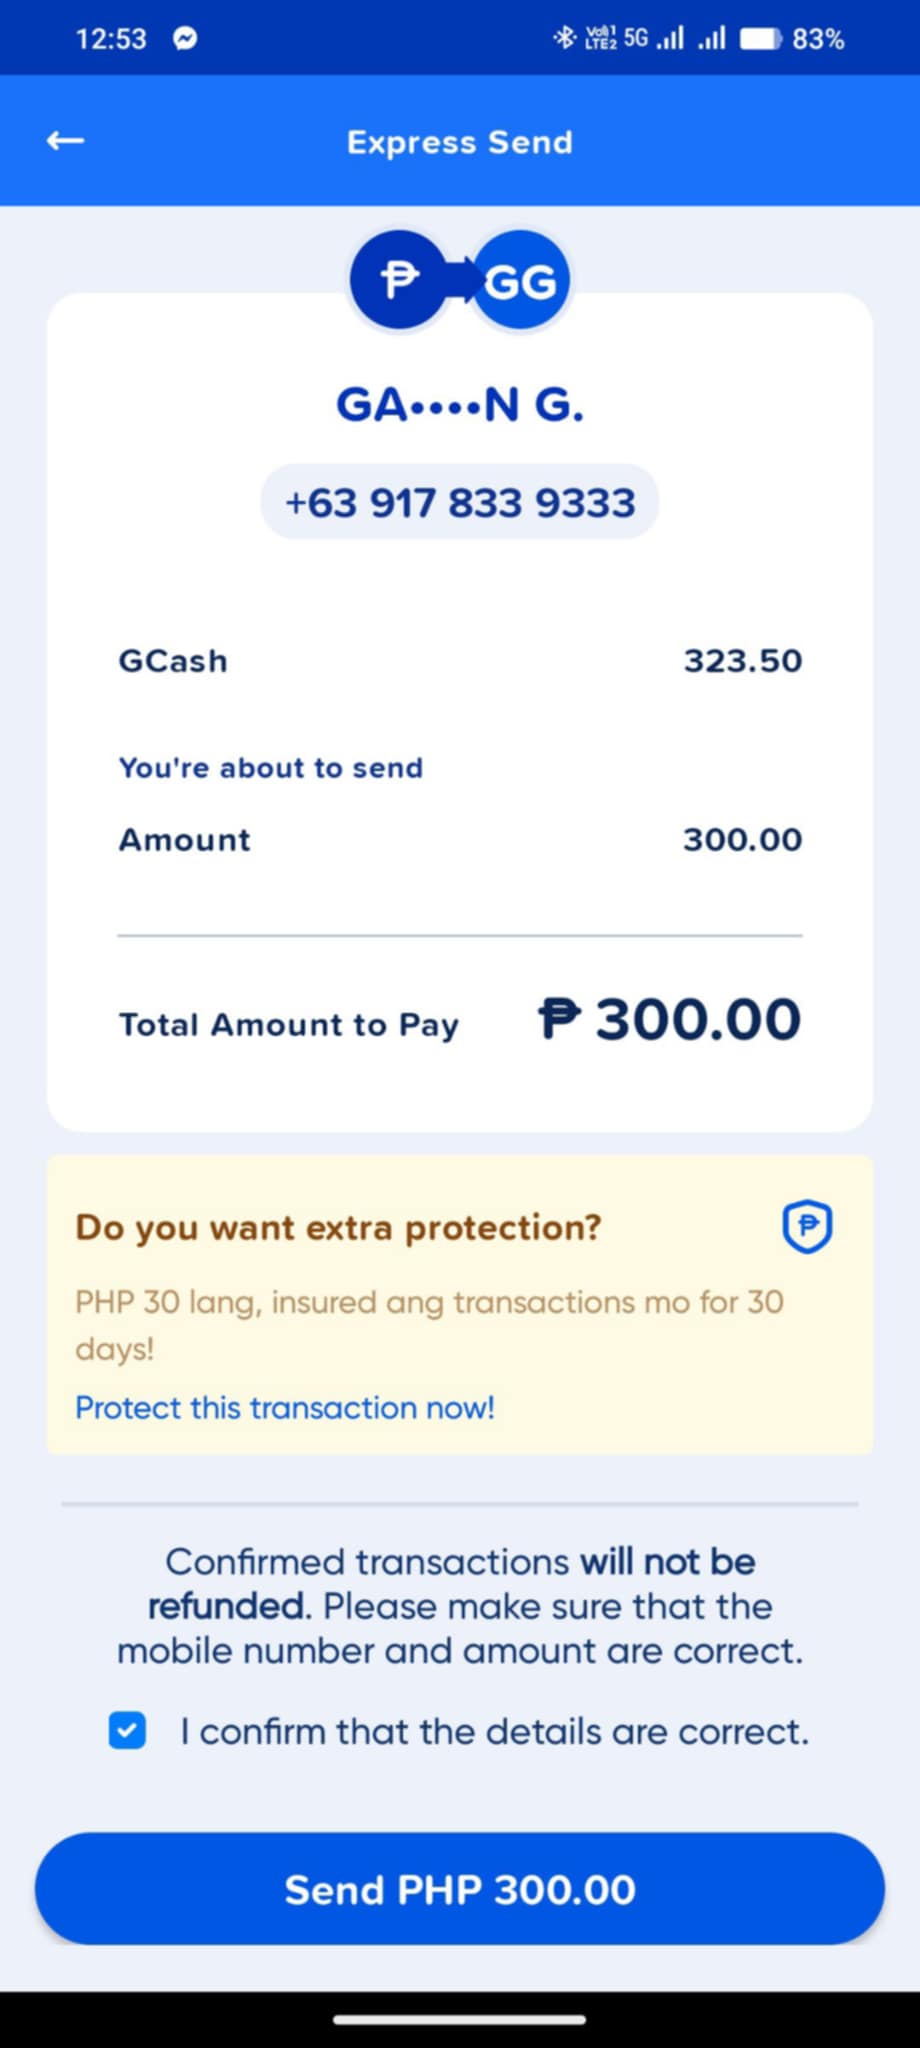 12:53 Vo)) 1 LTE2 5G 83%
Express Send
₱ GG
GA••••N G.
+63 917 833 9333
GCash 323.50
You're about to send
Amount 300.00
Total Amount to Pay ₱ 300.00
Do you want extra protection? ₱
PHP 30 lang, insured ang transactions mo for 30
days!
Protect this transaction now!
Confirmed transactions will not be
refunded. Please make sure that the
mobile number and amount are correct.
I confirm that the details are correct.
Send PHP 300.00